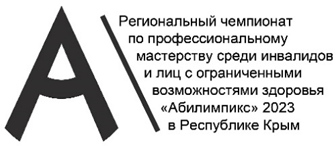 Региональный чемпионат
по профессиональному
мастерству среди инвалидов
и лиц с ограниченными
возможностями здоровья
«Абилимпикс» 2023
в Республике Крым